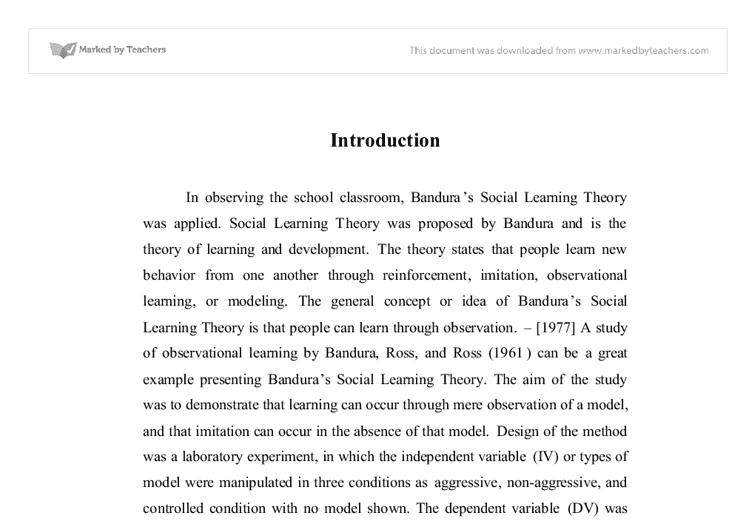 Marked by Teachers
This document was downloaded from www.markedbyteachers.com
Introduction
In observing the school classroom, Bandura's Social Learning Theory
was applied. Social Learning Theory was proposed by Bandura and is the
theory of learning and development. The theory states that people learn new
behavior from one another through reinforcement, imitation, observational
learning, or modeling. The general concept or idea of Bandura's Social
Learning Theory is that people can learn through observation. – [1977] A study
of observational learning by Bandura, Ross, and Ross (1961 ) can be a great
example presenting Bandura's Social Learning Theory. The aim of the study
was to demonstrate that learning can occur through mere observation of a model,
and that imitation can occur in the absence of that model. Design of the method
was a laboratory experiment, in which the independent variable (IV) or types of
model were manipulated in three conditions as aggressive, non-aggressive, and
controlled condition with no model shown. The dependent variable (DV) was